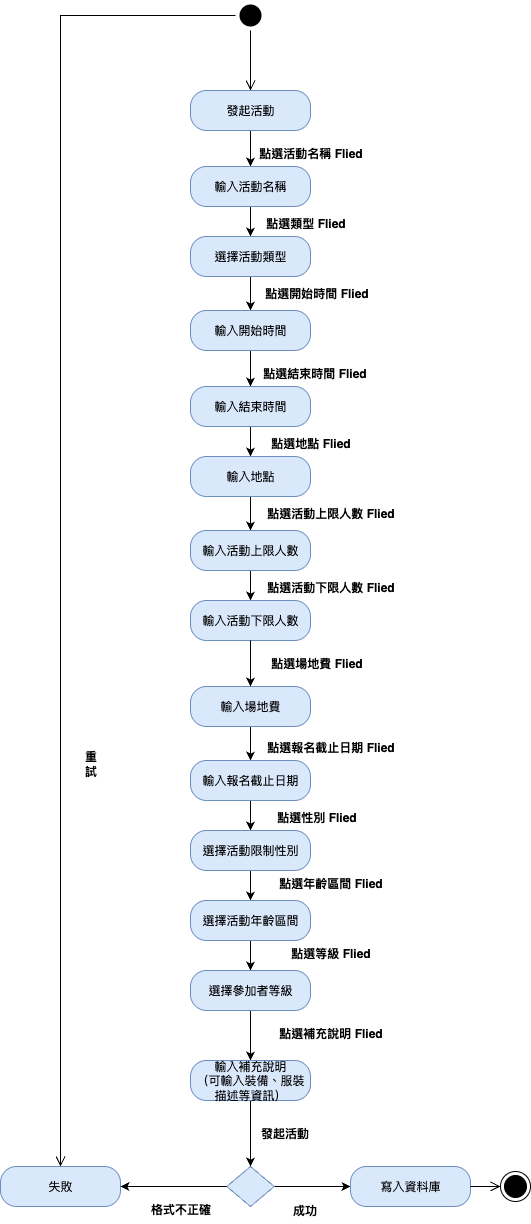 發起活動
點選活動名稱 Flied
輸入活動名稱
點選類型 Flied
選擇活動類型
點選開始時間 Flied
輸入開始時間
點選結束時間 Flied
輸入結束時間
點選地點 Flied
輸入地點
點選活動上限人數 Flied
輸入活動上限人數
點選活動下限人數 Flied
輸入活動下限人數
點選場地費 Flied
輸入場地費
點選報名截止日期 Flied
重
試
輸入報名截止日期
點選性別 Flied
選擇活動限制性別
點選年齡區間 Flied
選擇活動年齡區間
點選等級 Flied
選擇參加者等級
點選補充說明 Flied
輸入補充說明
(可輸入裝備、服裝
描述等資訊)
發起活動
失敗
寫入資料庫
格式不正確
成功